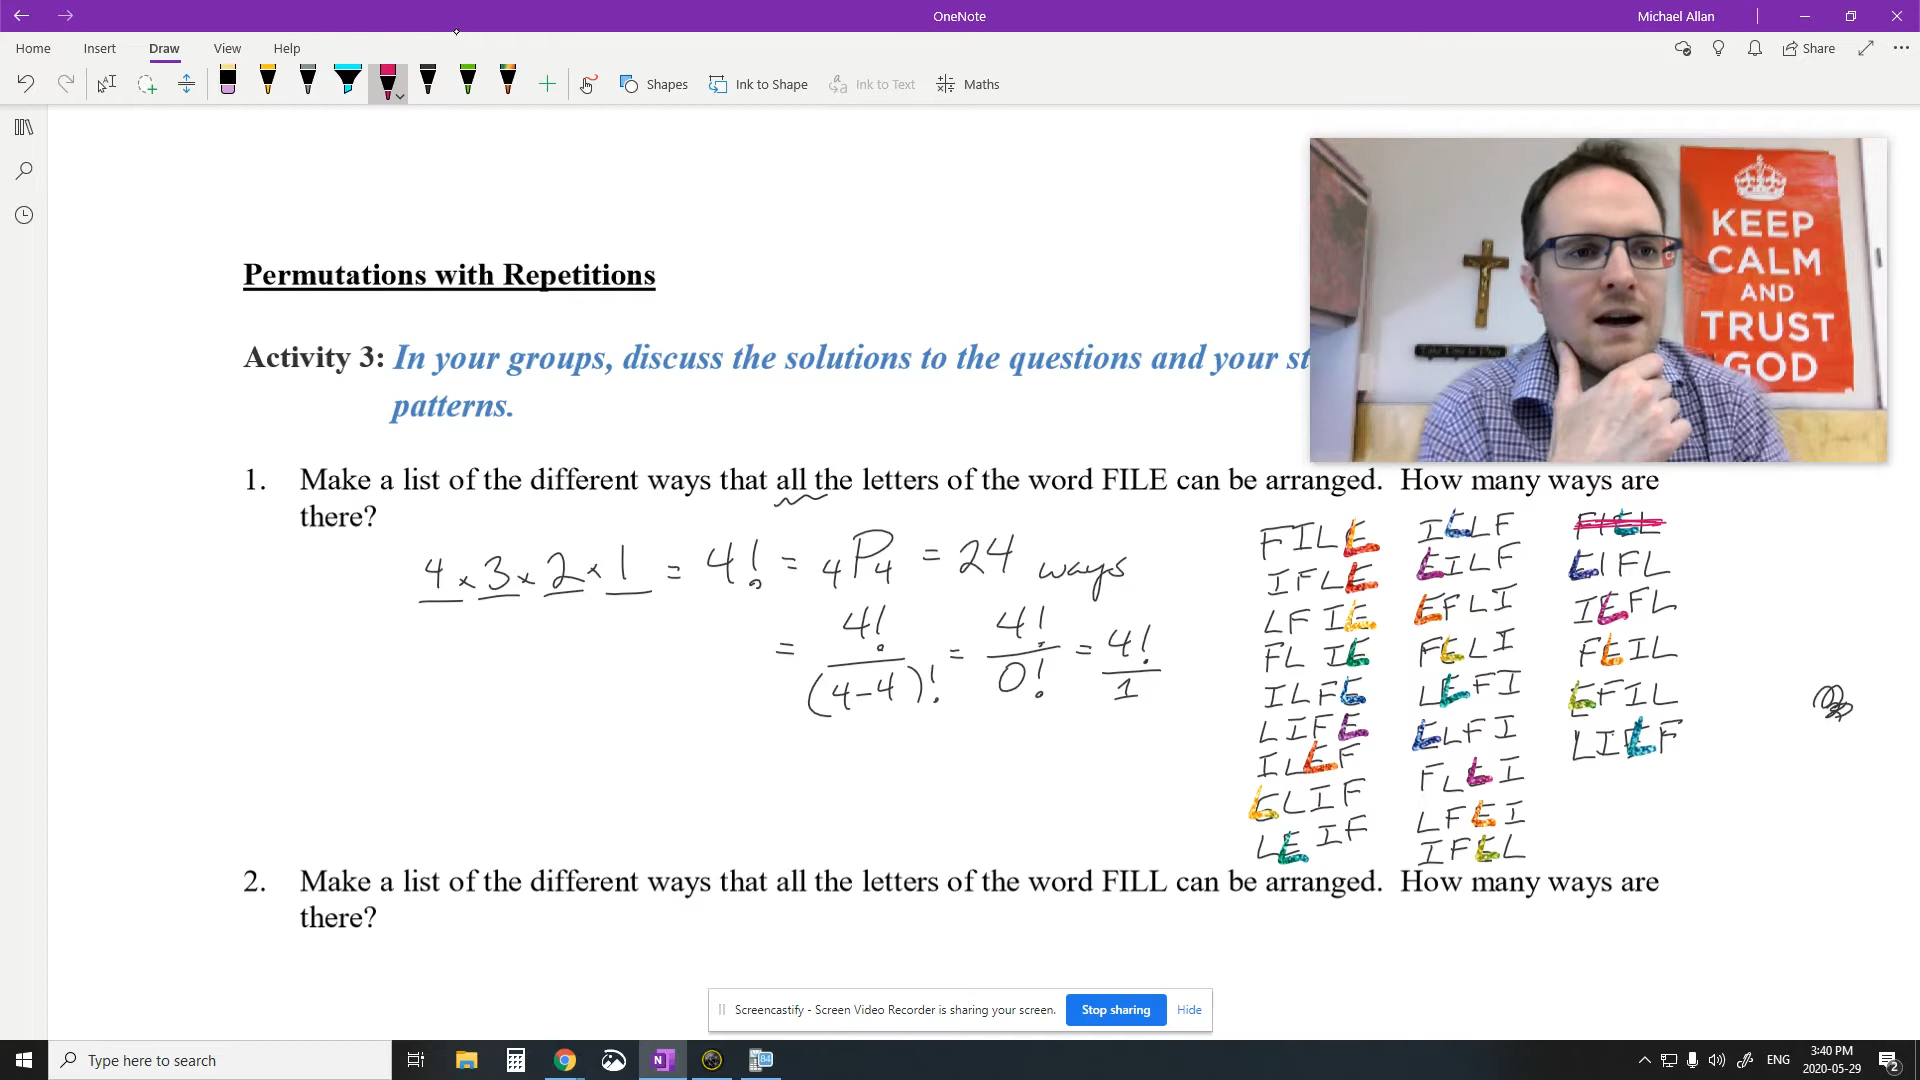 OneNote
Michael Allan
Home Insert Draw View Help
Share
Shapes Ink to Shape Ink to Text Maths
KEEP
CALM
AND
TRUST
GOD
Permutations with Repetitions
Activity 3: In your groups, discuss the solutions to the questions and your st
patterns.
1. Make a list of the different ways that all the letters of the word FILE can be arranged. How many ways are
there?
4 × 3 × 2 × 1 = 4! = 4P4 = 24 ways
= 4!/(4-4)! = 4!/0! = 4!/1
FILE
IFLE
LFIE
FLIE
ILFE
LIFE
ILEF
ELIF
LEIF
IELF
EILF
EFLI
FELI
LEFI
ELFI
FLEI
LFEI
IFEL
FIEL
EIFL
IEFL
FEIL
EFIL
2. Make a list of the different ways that all the letters of the word FILL can be arranged. How many ways are
there?
Screencastify - Screen Video Recorder is sharing your screen. Stop sharing Hide
Type here to search
N
84
ENG
3:40 PM
2020-05-29
2